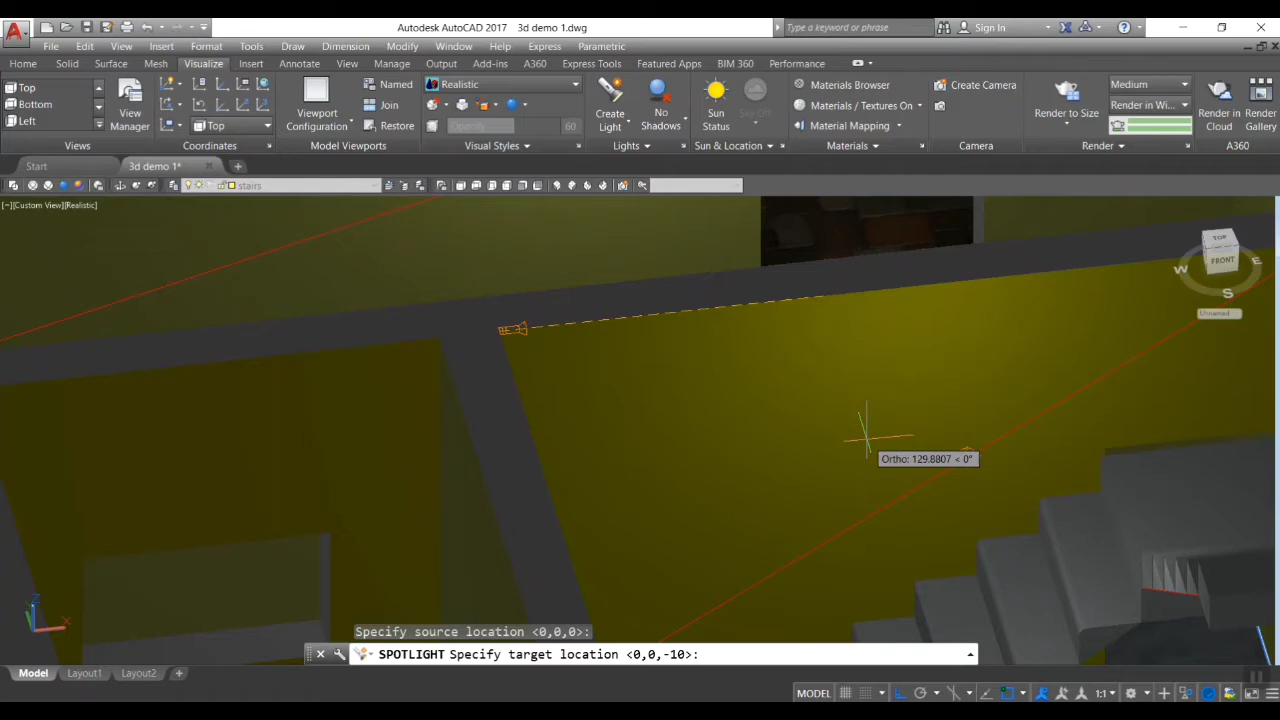 Autodesk AutoCAD 2017 3d demo 1.dwg Type a keyword or phrase Sign In
File Edit View Insert Format Tools Draw Dimension Modify Window Help Express Parametric
Home Solid Surface Mesh Visualize Insert Annotate View Manage Output Add-ins A360 Express Tools Featured Apps BIM 360 Performance
Top
Bottom
Left
View Manager
Views
Top
Coordinates
Viewport Configuration
Named
Join
Restore
Model Viewports
Realistic
Opacity 60
Visual Styles
Create Light
No Shadows
Lights
Sun Status
Sky Off
Sun & Location
Materials Browser
Materials / Textures On
Material Mapping
Materials
Create Camera
Camera
Render to Size
Medium
Render in Wi...
Render
Render in Cloud
Render Gallery
A360
Start 3d demo 1*
stairs
[−][Custom View][Realistic]
TOP
FRONT
W E
S
Unnamed
Ortho: 129.8807 < 0°
Z
X
Specify source location <0,0,0>:
SPOTLIGHT Specify target location <0,0,-10>:
Model Layout1 Layout2
MODEL 1:1